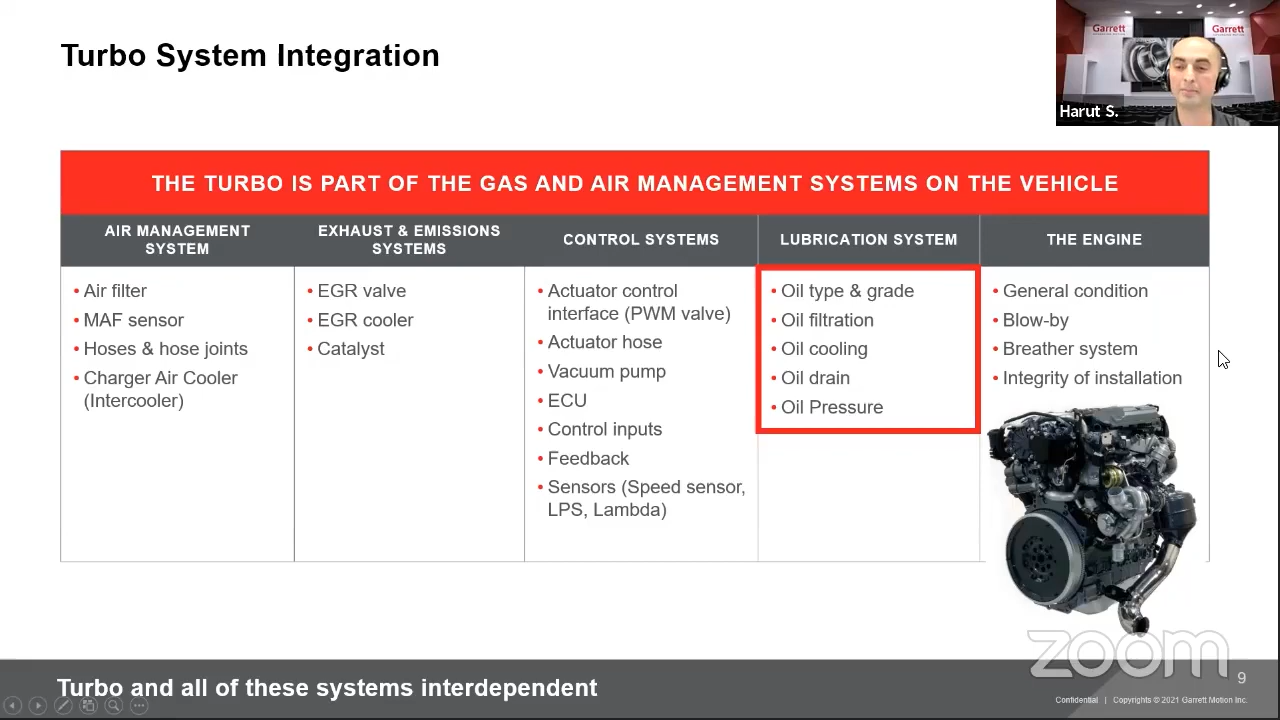 Turbo System Integration
Garrett
Garrett
Harut S.
THE TURBO IS PART OF THE GAS AND AIR MANAGEMENT SYSTEMS ON THE VEHICLE
AIR MANAGEMENT
SYSTEM
• Air filter
• MAF sensor
• Hoses & hose joints
• Charger Air Cooler
(Intercooler)
EXHAUST & EMISSIONS
SYSTEMS
• EGR valve
• EGR cooler
• Catalyst
CONTROL SYSTEMS
• Actuator control
interface (PWM valve)
• Actuator hose
• Vacuum pump
• ECU
• Control inputs
• Feedback
• Sensors (Speed sensor,
LPS, Lambda)
LUBRICATION SYSTEM
• Oil type & grade
• Oil filtration
• Oil cooling
• Oil drain
• Oil Pressure
THE ENGINE
• General condition
• Blow-by
• Breather system
• Integrity of installation
zoom
Turbo and all of these systems interdependent
9
Confidential | Copyrights © 2021 Garrett Motion Inc.